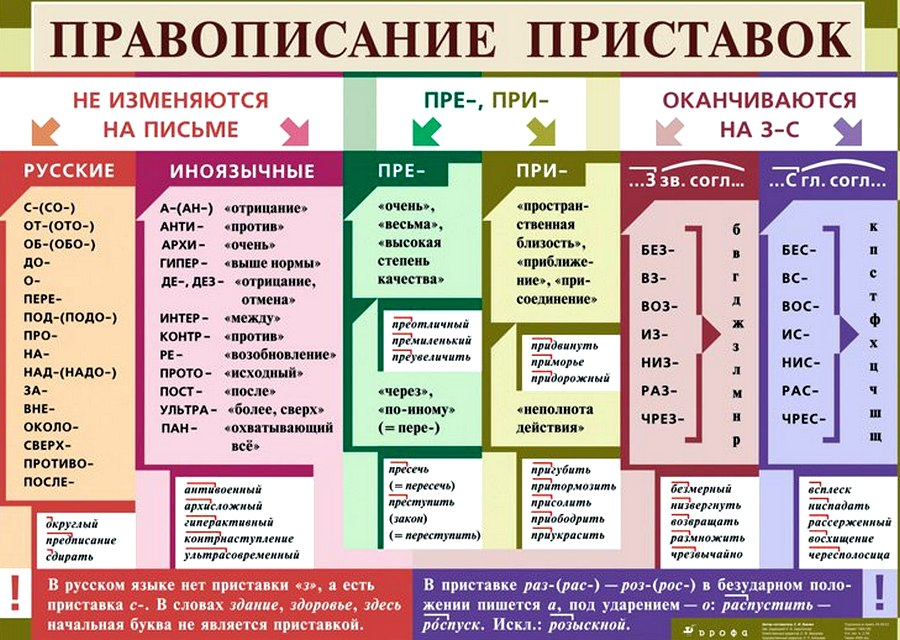 ПРАВОПИСАНИЕ ПРИСТАВОК
НЕ ИЗМЕНЯЮТСЯ
НА ПИСЬМЕ
РУССКИЕ
С–(СО–)
ОТ–(ОТО–)
ОБ–(ОБО–)
ДО–
О–
ПЕРЕ–
ПОД–(ПОДО–)
ПРО–
НА–
НАД–(НАДО–)
ЗА–
ВНЕ–
ОКОЛО–
СВЕРХ–
ПРОТИВО–
ПОСЛЕ–
округлый
предписание
сдирать
ИНОЯЗЫЧНЫЕ
А–(АН–) «отрицание»
АНТИ– «против»
АРХИ– «очень»
ГИПЕР– «выше нормы»
ДЕ–, ДЕЗ– «отрицание,
отмена»
ИНТЕР– «между»
КОНТР– «против»
РЕ– «возобновление»
ПРОТО– «исходный»
ПОСТ– «после»
УЛЬТРА– «более, сверх»
ПАН– «охватывающий
всё»
антивоенный
архисложный
гиперактивный
контрнаступление
ультрасовременный
ПРЕ–, ПРИ–
ПРЕ–
«очень»,
«весьма»,
«высокая
степень
качества»
преотличный
премиленький
преувеличить
«через»,
«по-иному»
(= пере–)
пресечь
(= пересечь)
преступить
(закон)
(= переступить)
ПРИ–
«простран-
ственная
близость»,
«приближе-
ние», «при-
соединение»
придвинуть
приморье
придорожный
«неполнота
действия»
пригубить
притормозить
присолить
приободрить
приукрасить
ОКАНЧИВАЮТСЯ
НА З–С
...З зв. согл...
БЕЗ–
ВЗ–
ВОЗ–
ИЗ–
НИЗ–
РАЗ–
ЧРЕЗ–
б
в
г
д
ж
з
л
м
н
р
безмерный
низвергнуть
возвращать
размножить
чрезвычайно
...С гл. согл...
БЕС–
ВС–
ВОС–
ИС–
НИС–
РАС–
ЧРЕС–
к
п
с
т
ф
х
ц
ч
ш
щ
всплеск
ниспадать
рассерженный
восхищение
чересполосица
! В русском языке нет приставки «з», а есть
приставка с-. В словах здание, здоровье, здесь
начальная буква не является приставкой.
В приставке раз-(рас-) — роз-(рос-) в безударном поло- !
жении пишется а, под ударением — о: распустить —
роспуск. Искл.: розыскной.
дрофа